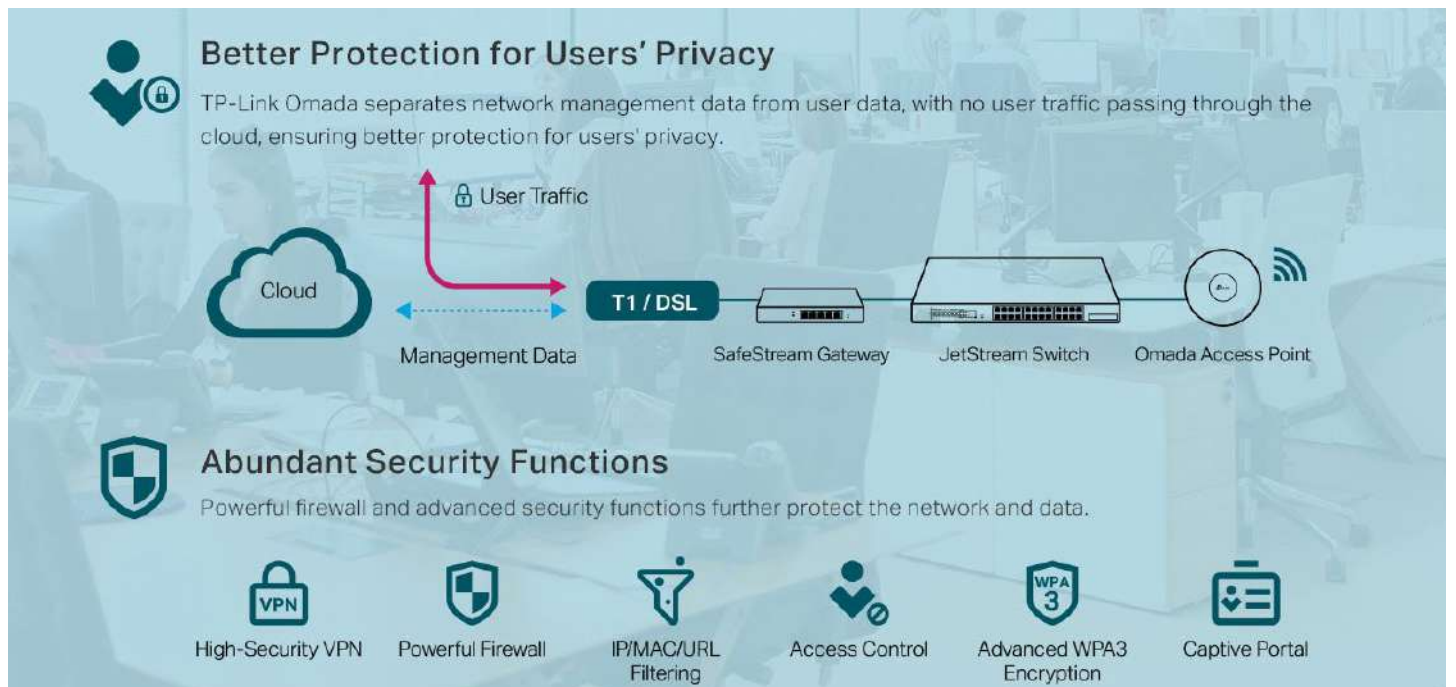 Better Protection for Users' Privacy
TP-Link Omada separates network management data from user data, with no user traffic passing through the
cloud, ensuring better protection for users' privacy.
User Traffic
Cloud
T1 / DSL
Management Data
SafeStream Gateway
JetStream Switch
Omada Access Point
Abundant Security Functions
Powerful firewall and advanced security functions further protect the network and data.
VPN
WPA
3
High-Security VPN
Powerful Firewall
IP/MAC/URL
Filtering
Access Control
Advanced WPA3
Encryption
Captive Portal